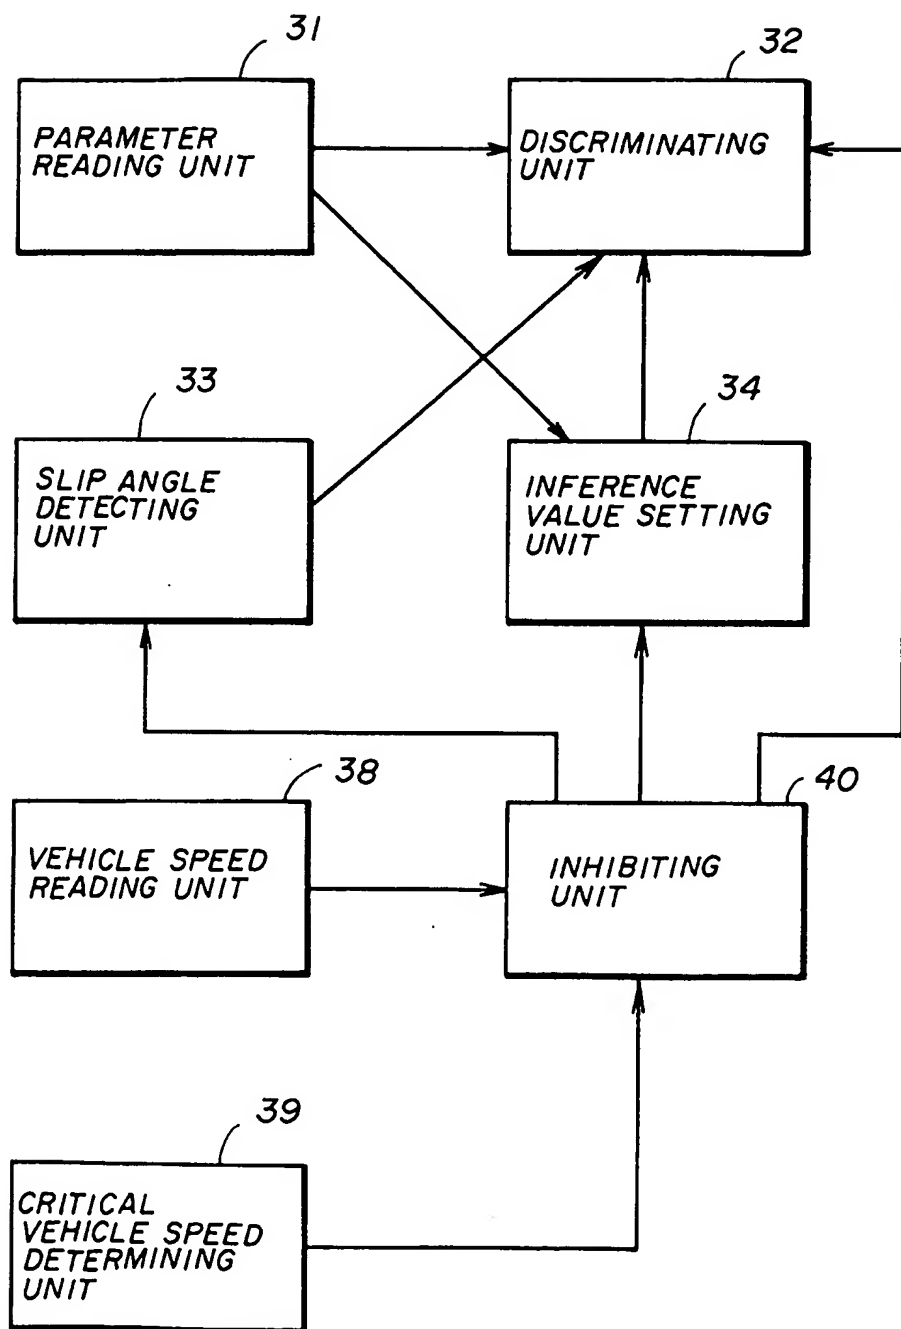 31
PARAMETER
READING UNIT
32
DISCRIMINATING
UNIT
33
SLIP ANGLE
DETECTING
UNIT
34
INFERENCE
VALUE SETTING
UNIT
38
VEHICLE SPEED
READING UNIT
40
INHIBITING
UNIT
39
CRITICAL
VEHICLE SPEED
DETERMINING
UNIT